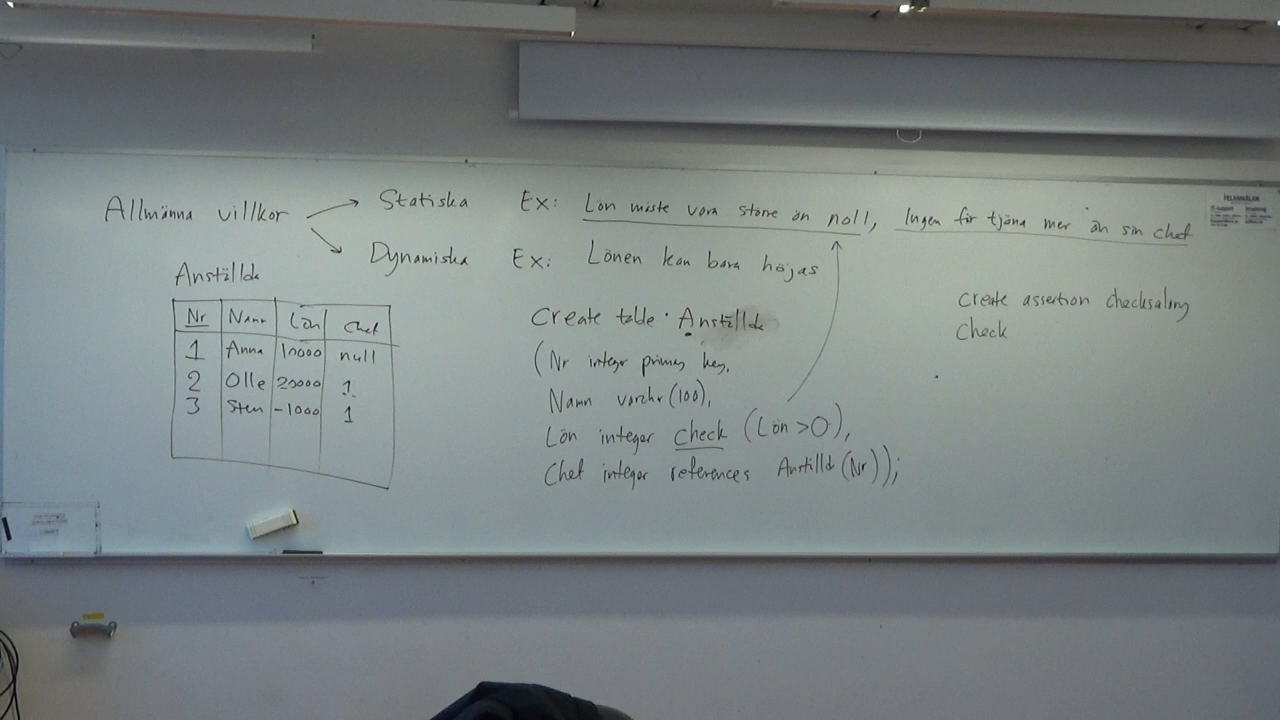 Allmänna villkor
Statiska Ex: Lön måste vara större än noll, Ingen får tjäna mer än sin chef
Dynamiska Ex: Lönen kan bara höjas
Anställda
Nr Namn Lön Chef
1 Anna 10000 null
2 Olle 20000 1
3 Sten -1000 1
Create table Anställda
(Nr integer primary key,
Namn varchar(100),
Lön integer check (Lön >0),
Chef integer references Anställd (Nr));
Create assertion checksaling
Check
FELANMÄLAN